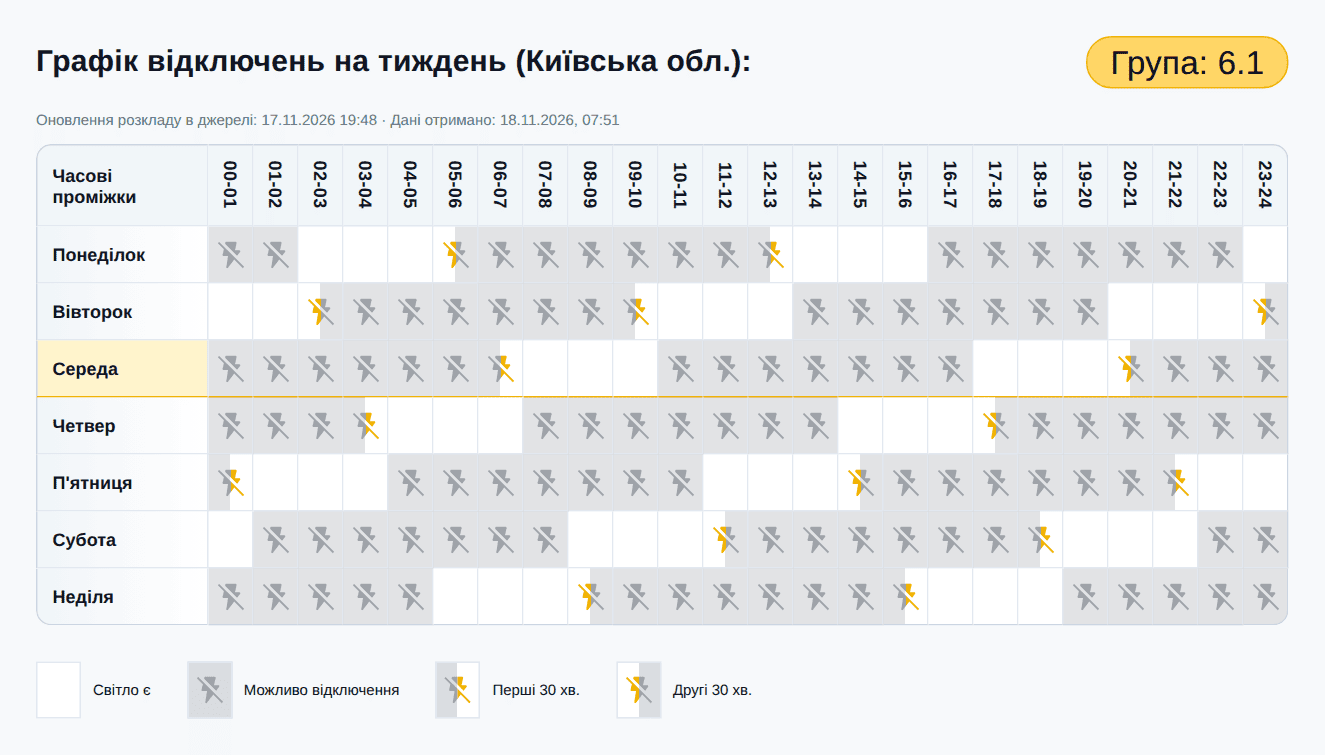 Графік відключень на тиждень (Київська обл.):
Група: 6.1
Оновлення розкладу в джерелі: 17.11.2026 19:48 · Дані отримано: 18.11.2026, 07:51
Часові
проміжки
00-01 01-02 02-03 03-04 04-05 05-06 06-07 07-08 08-09 09-10 10-11 11-12 12-13 13-14 14-15 15-16 16-17 17-18 18-19 19-20 20-21 21-22 22-23 23-24
Понеділок
Вівторок
Середа
Четвер
П'ятниця
Субота
Неділя
Світло є
Можливо відключення
Перші 30 хв.
Другі 30 хв.